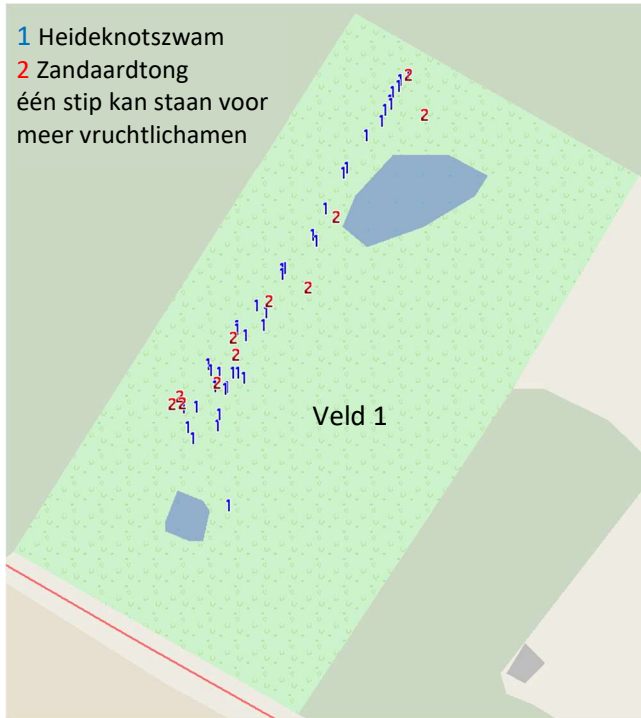 1 Heideknotszwam
2 Zandaardtong
één stip kan staan voor
meer vruchtlichamen
Veld 1